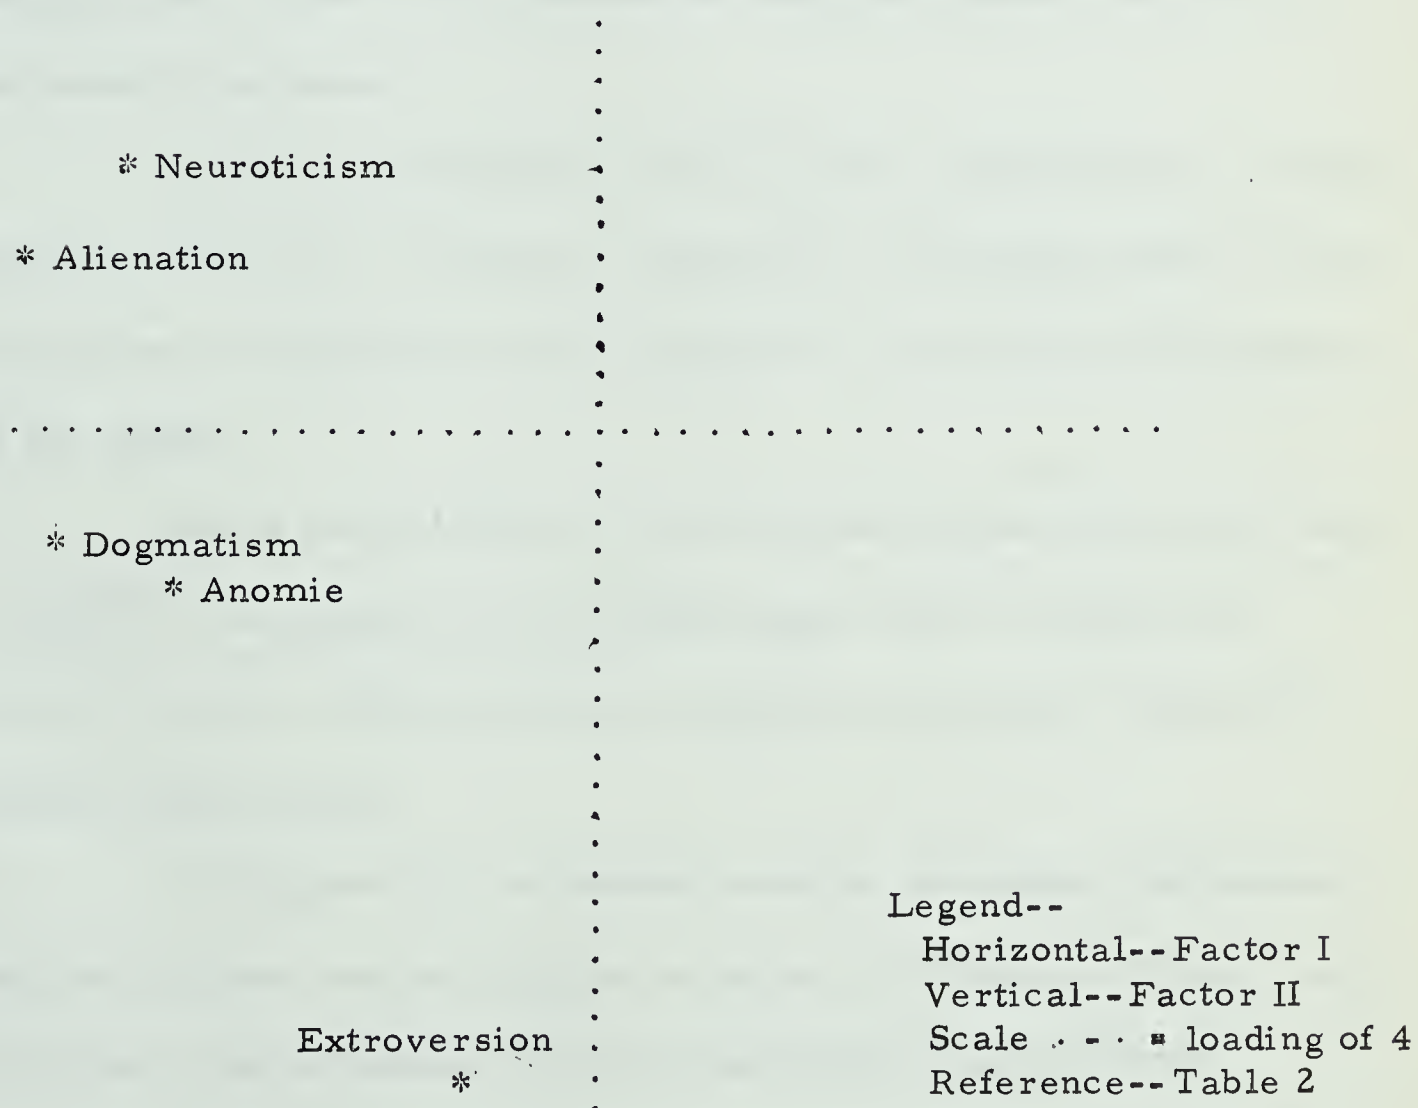 * Neuroticism
* Alienation
* Dogmatism
* Anomie
Extroversion
*
Legend--
Horizontal--Factor I
Vertical--Factor II
Scale . - . = loading of 4
Reference--Table 2